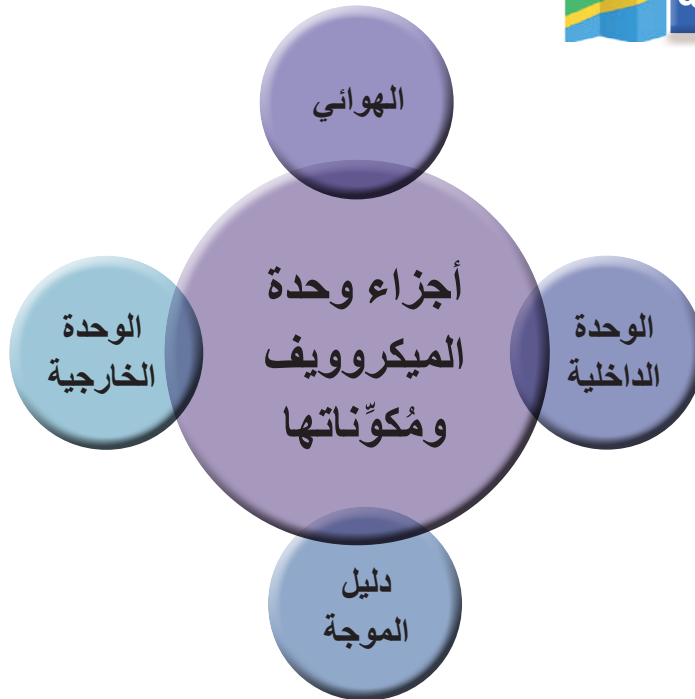 الهوائي
أجزاء وحدة
الميكروويف
ومُكوِّناتها
الوحدة
الداخلية
الوحدة
الخارجية
دليل
الموجة